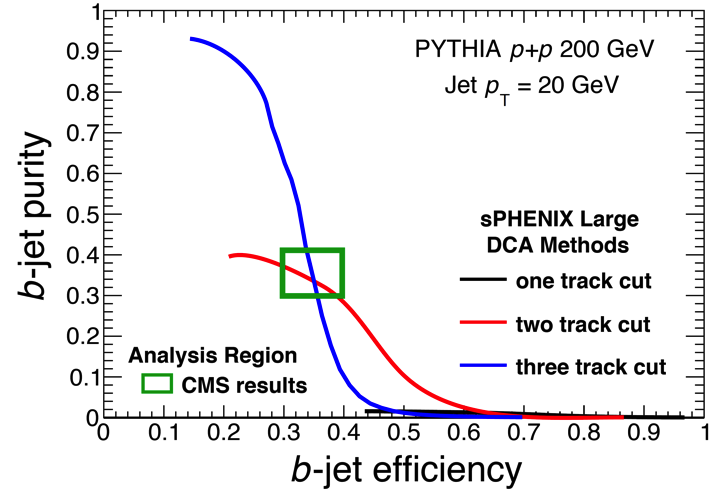 1
0.9
0.8
0.7
0.6
0.5
0.4
0.3
0.2
0.1
0
b-jet purity
PYTHIA p+p 200 GeV
Jet pT = 20 GeV
sPHENIX Large
DCA Methods
one track cut
two track cut
three track cut
Analysis Region
CMS results
0 0.1 0.2 0.3 0.4 0.5 0.6 0.7 0.8 0.9 1
b-jet efficiency